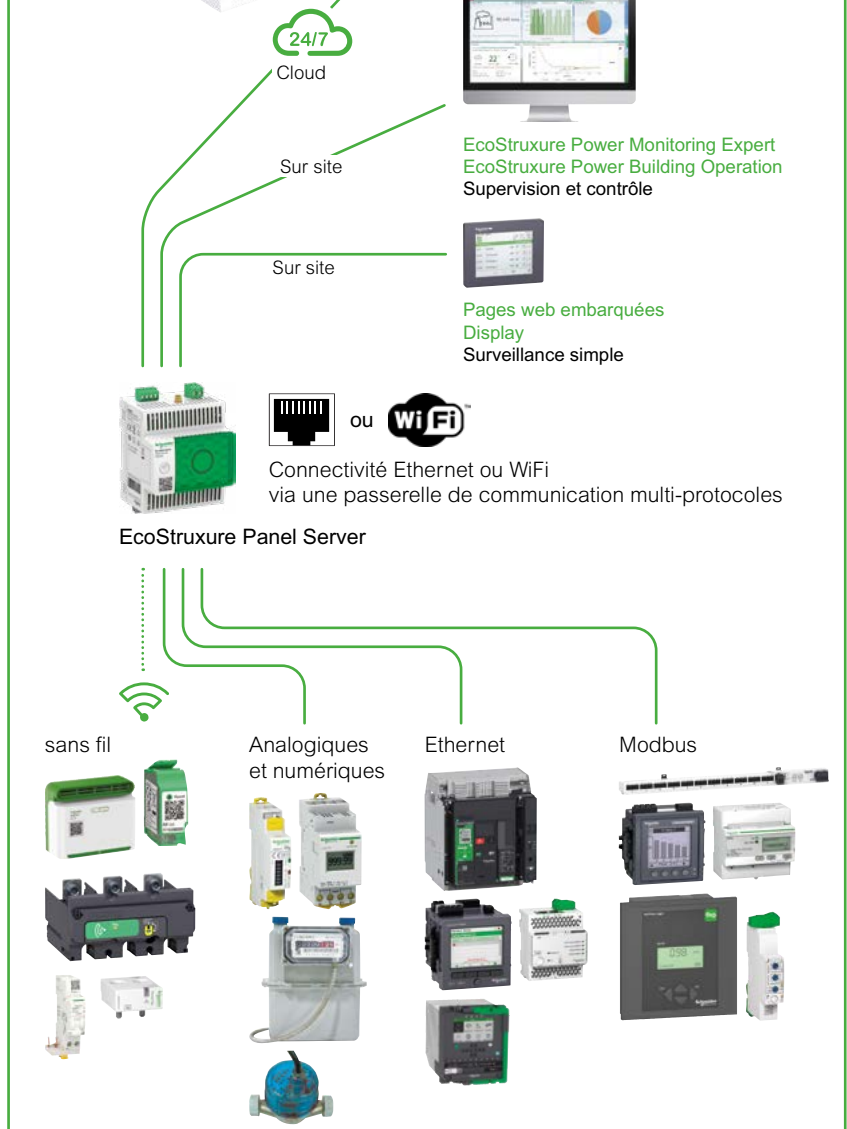 24/7
Cloud
EcoStruxure Power Monitoring Expert
EcoStruxure Power Building Operation
Supervision et contrôle
Sur site
Sur site
Pages web embarquées
Display
Surveillance simple
ou
Wi Fi
Connectivité Ethernet ou WiFi
via une passerelle de communication multi-protocoles
EcoStruxure Panel Server
sans fil
Analogiques
et numériques
Ethernet
Modbus